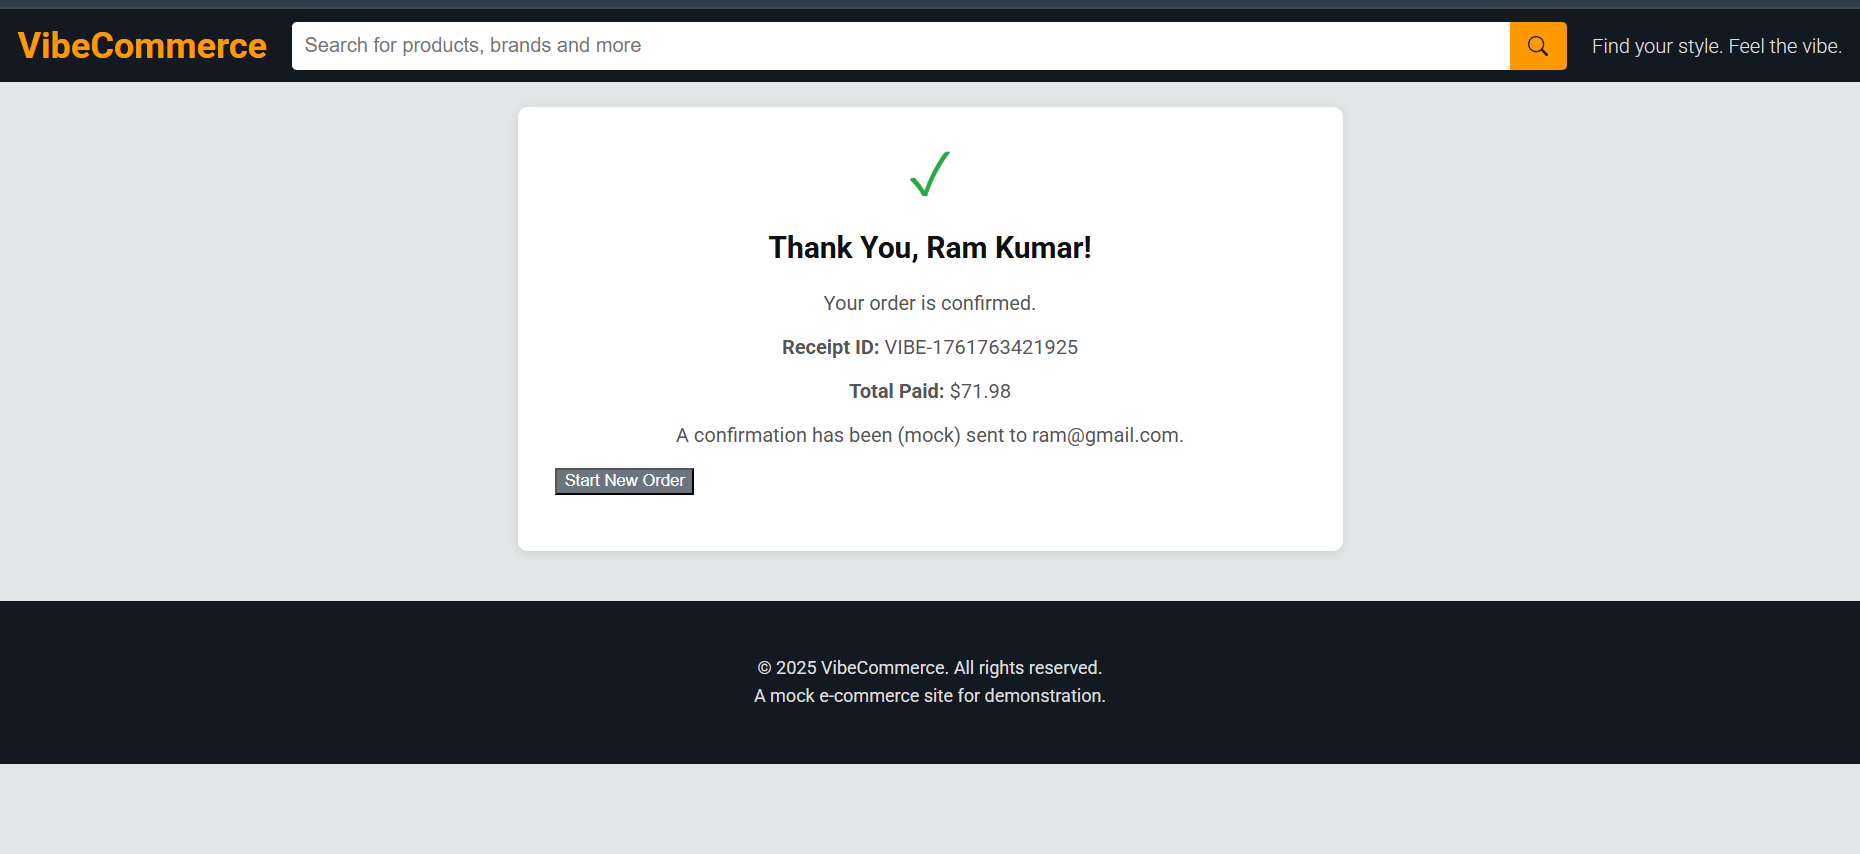 VibeCommerce
Search for products, brands and more
Find your style. Feel the vibe.
Thank You, Ram Kumar!
Your order is confirmed.
Receipt ID: VIBE-1761763421925
Total Paid: $71.98
A confirmation has been (mock) sent to ram@gmail.com.
Start New Order
© 2025 VibeCommerce. All rights reserved.
A mock e-commerce site for demonstration.